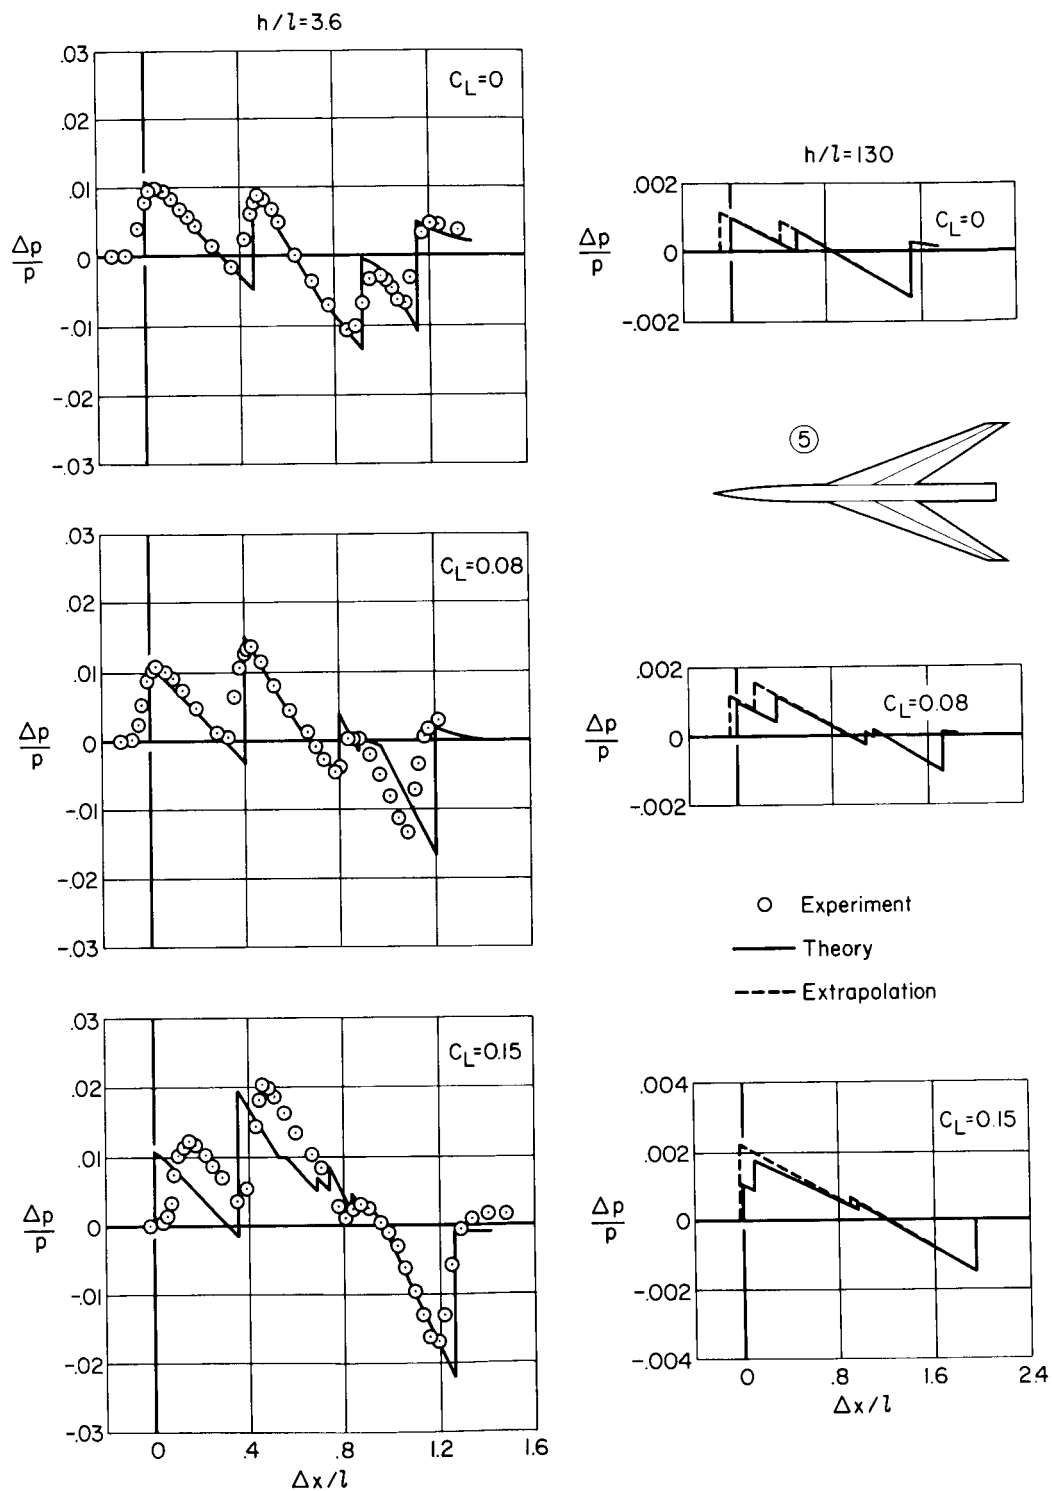 h/l=3.6
.03
.02
.01
0
-.01
-.02
-.03
Δp/p
C_L=0
h/l=130
.002
0
-.002
Δp/p
C_L=0
5
.03
.02
.01
0
-.01
-.02
-.03
Δp/p
C_L=0.08
.002
0
-.002
Δp/p
C_L=0.08
Experiment
Theory
Extrapolation
.03
.02
.01
0
-.01
-.02
-.03
Δp/p
C_L=0.15
0 .4 .8 1.2 1.6
Δx/l
.004
.002
0
-.002
-.004
Δp/p
C_L=0.15
0 .8 1.6 2.4
Δx/l